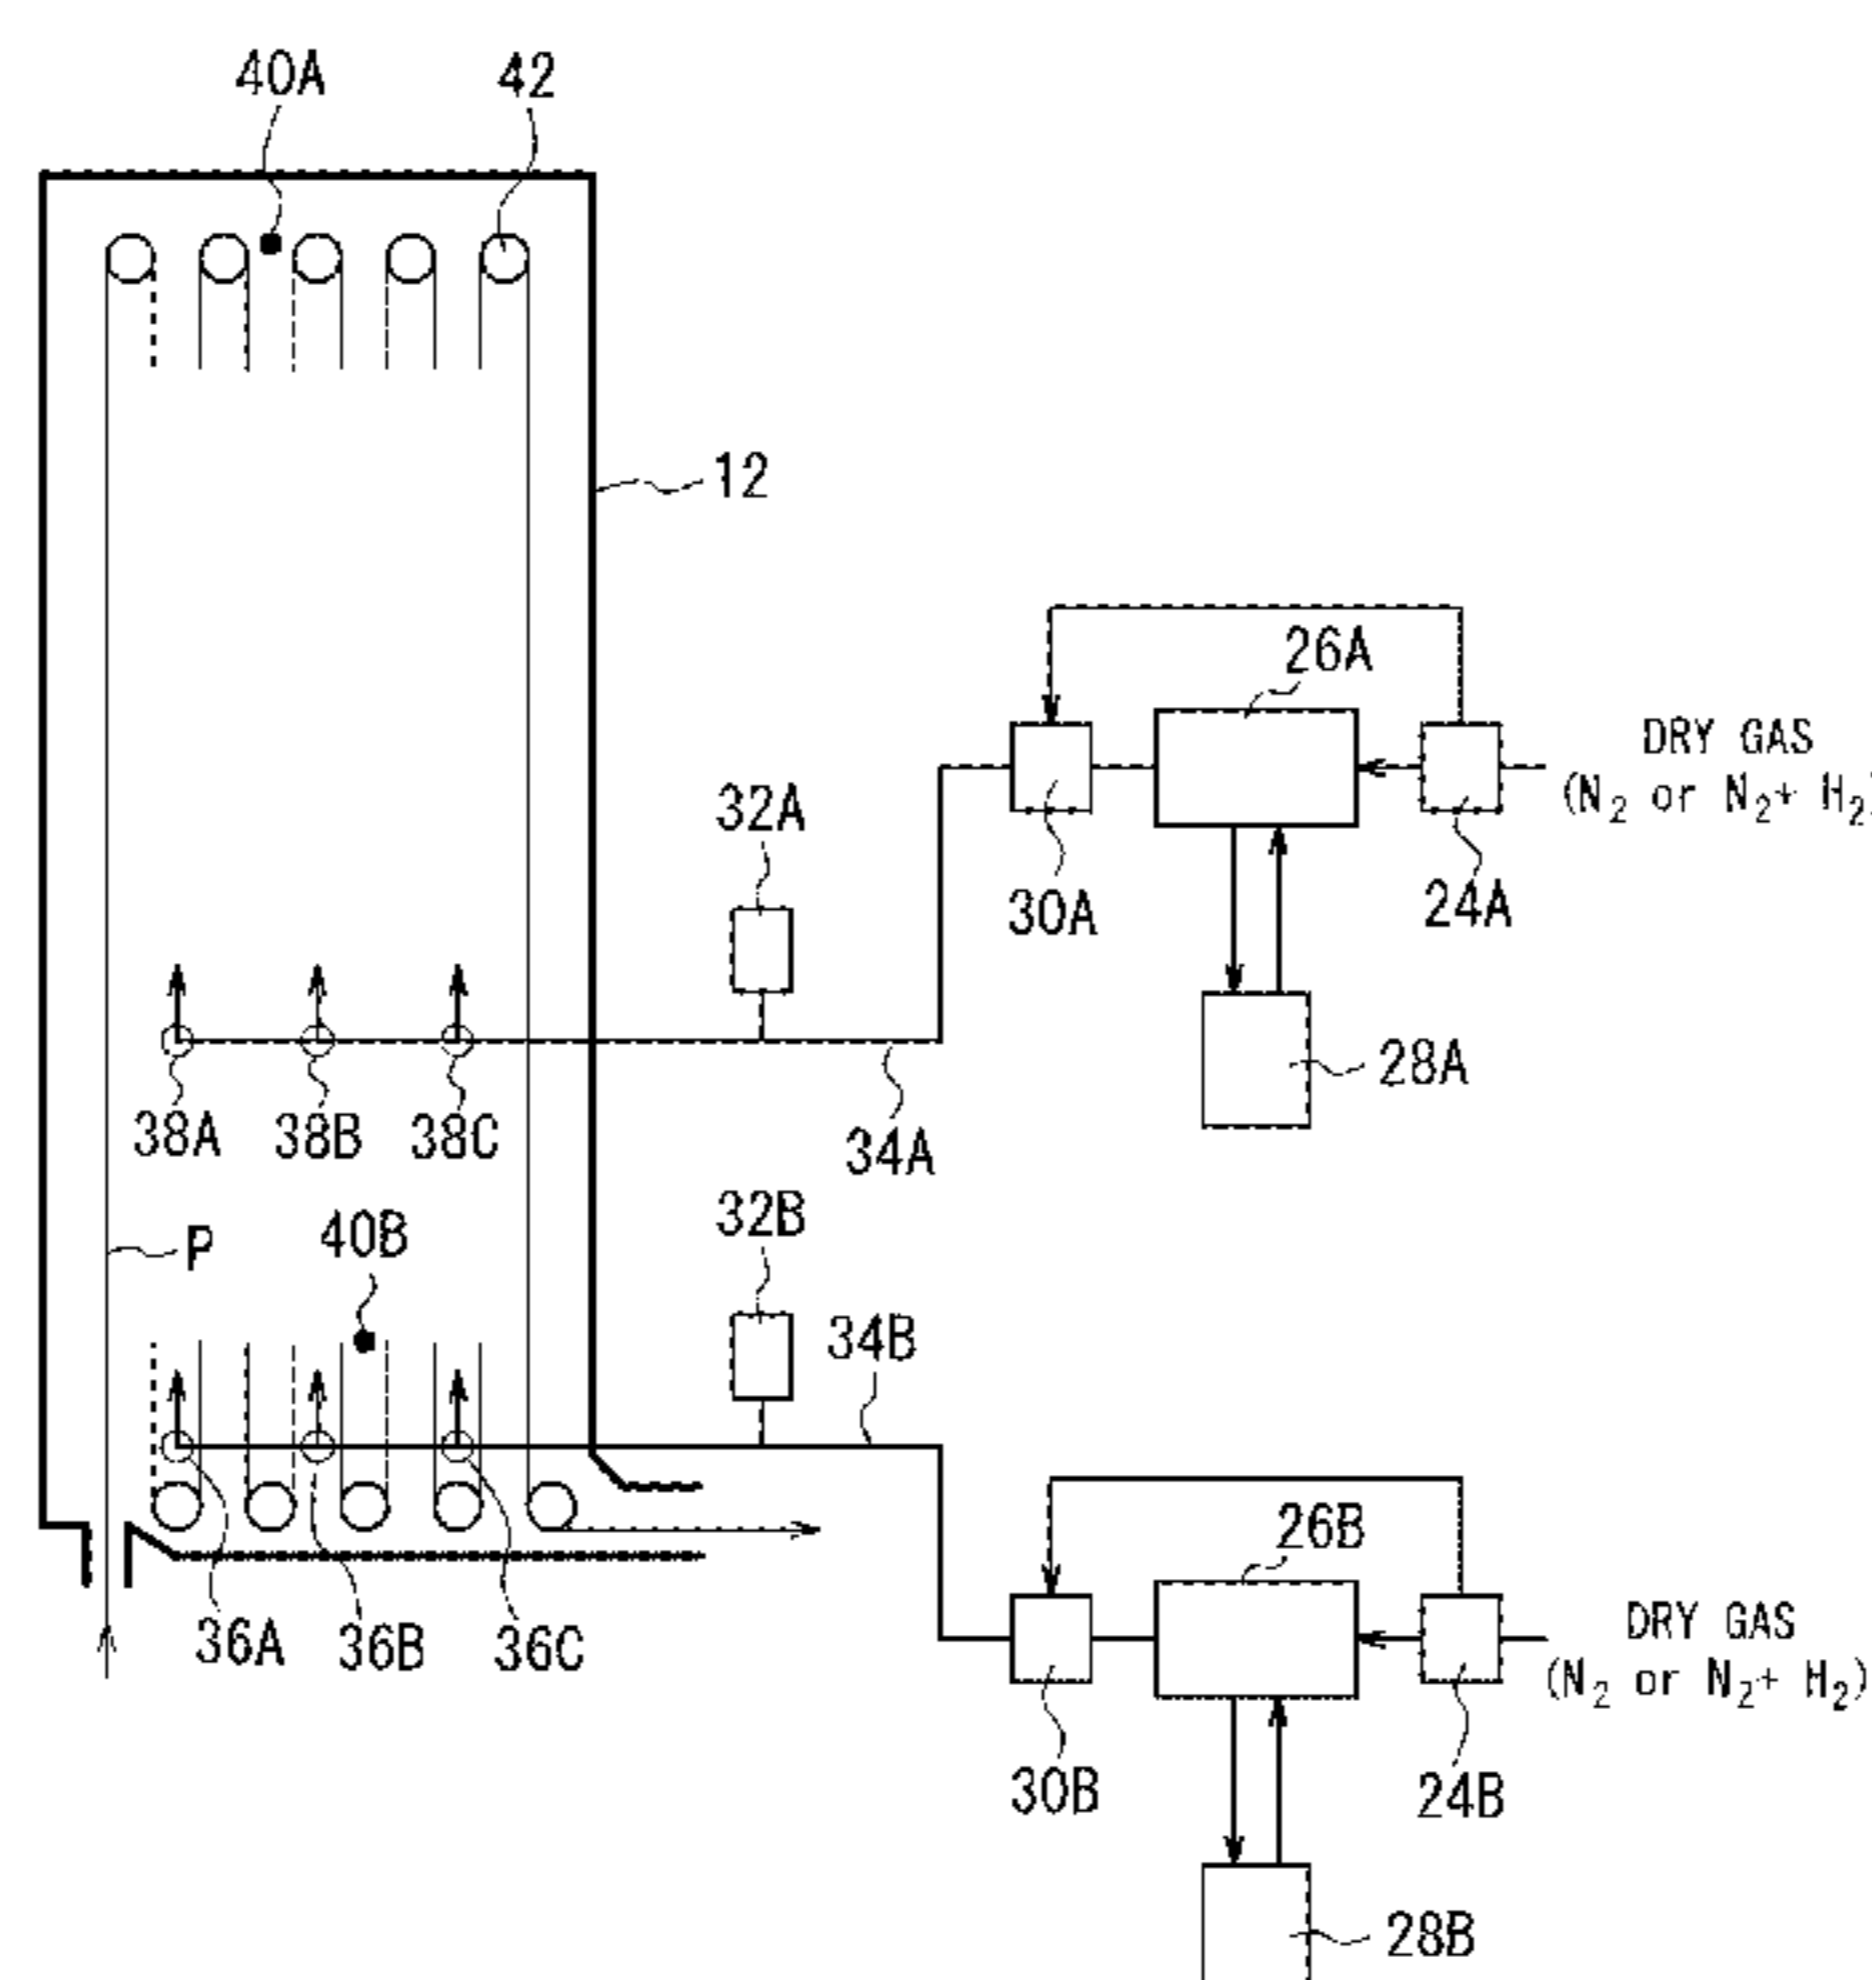 40A 42
12
26A
DRY GAS
(N₂ or N₂+ H₂)
32A
30A 24A
28A
38A 38B 38C
34A
P 40B 32B
34B
26B
DRY GAS
(N₂ or N₂+ H₂)
36A 36B 36C
30B 24B
28B